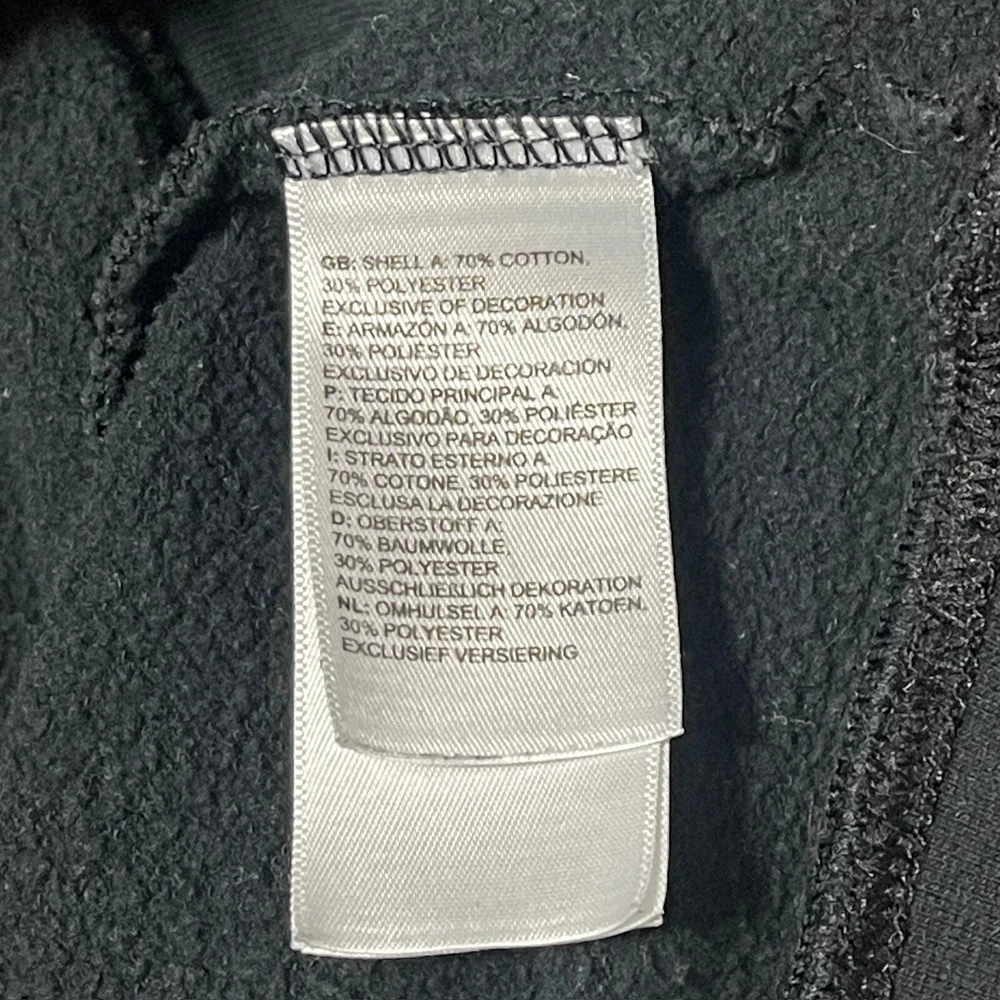 GB: SHELL A: 70% COTTON,
30% POLYESTER
EXCLUSIVE OF DECORATION
E: ARMAZÓN A: 70% ALGODÓN,
30% POLIÉSTER
EXCLUSIVO DE DECORACIÓN
P: TECIDO PRINCIPAL A:
70% ALGODÃO, 30% POLIÉSTER
EXCLUSIVO PARA DECORAÇÃO
I: STRATO ESTERNO A:
70% COTONE, 30% POLIESTERE
ESCLUSA LA DECORAZIONE
D: OBERSTOFF A:
70% BAUMWOLLE,
30% POLYESTER
AUSSCHLIEßLICH DEKORATION
NL: OMHULSEL A: 70% KATOEN,
30% POLYESTER
EXCLUSIEF VERSIERING